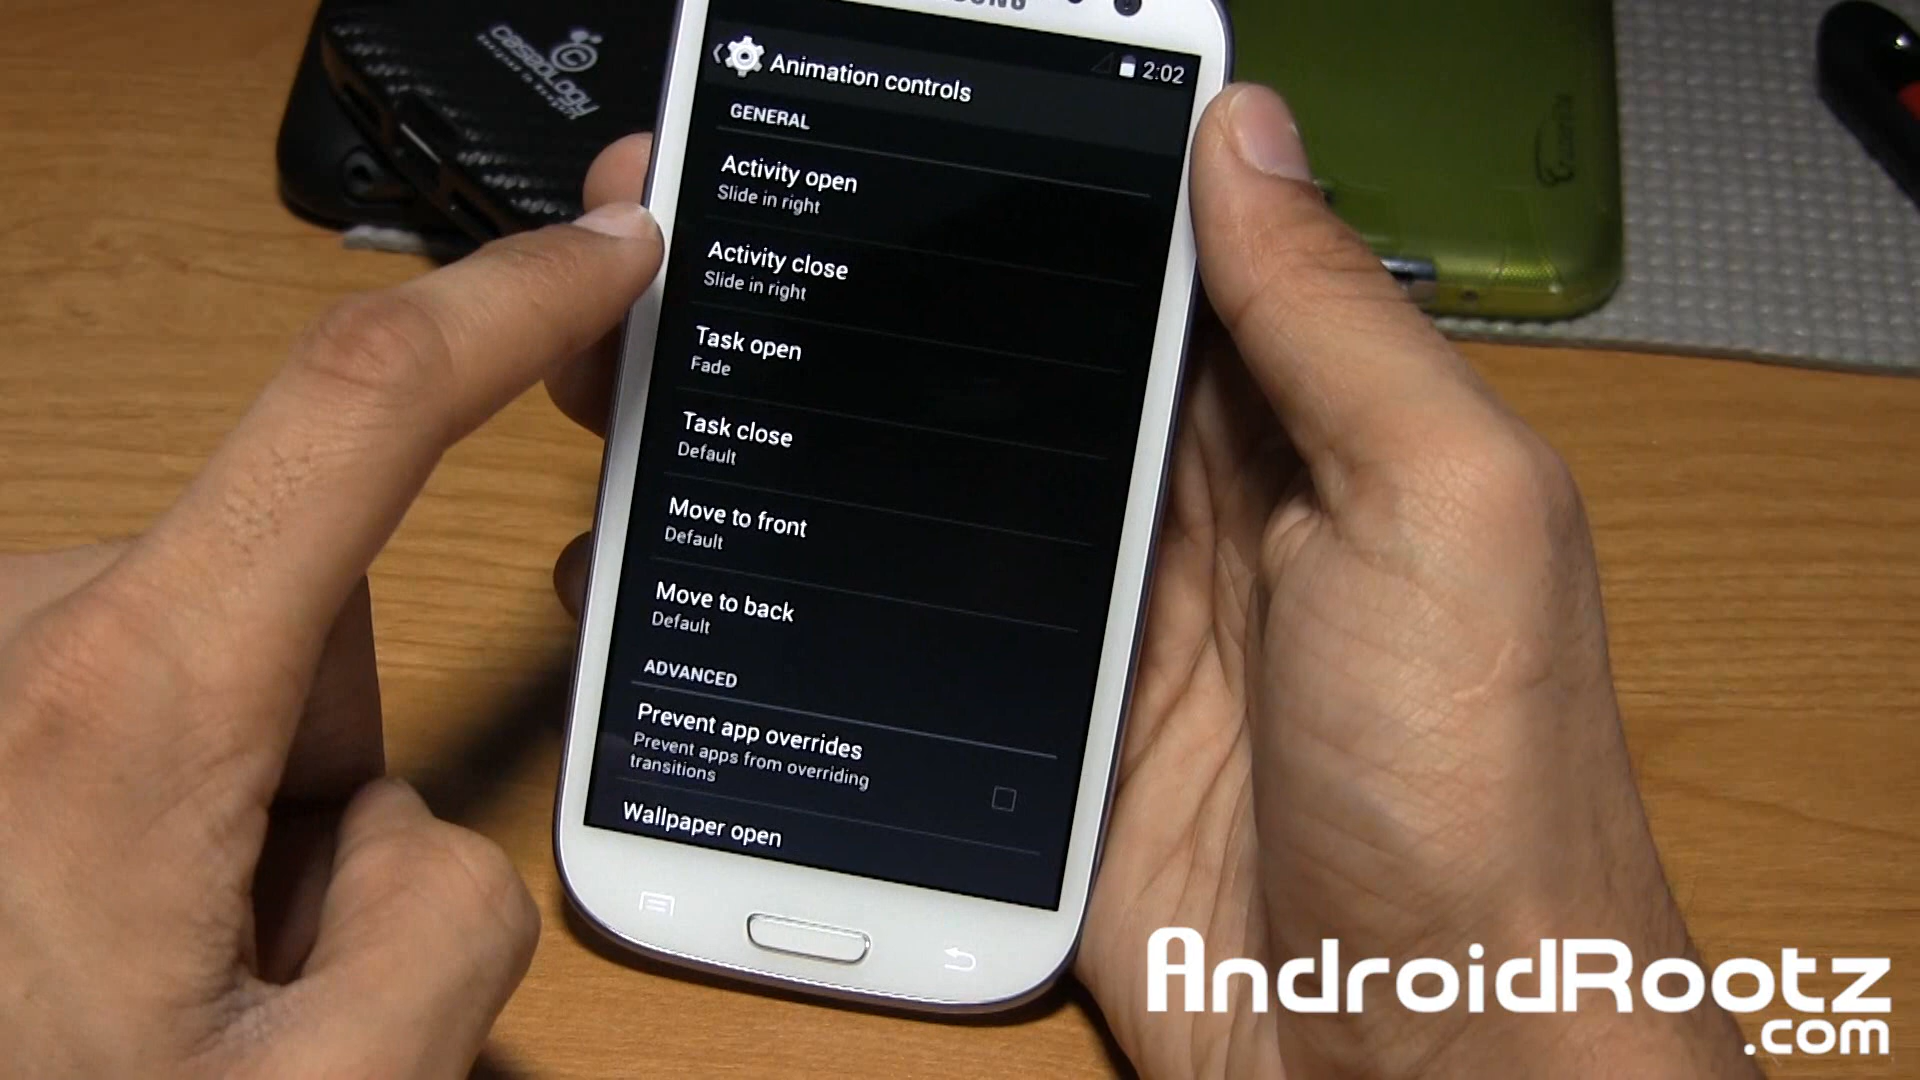 caseology
2:02
Animation controls
GENERAL
Activity open
Slide in right
Activity close
Slide in right
Task open
Fade
Task close
Default
Move to front
Default
Move to back
Default
ADVANCED
Prevent app overrides
Prevent apps from overriding
transitions
Wallpaper open
AndroidRootz
.com